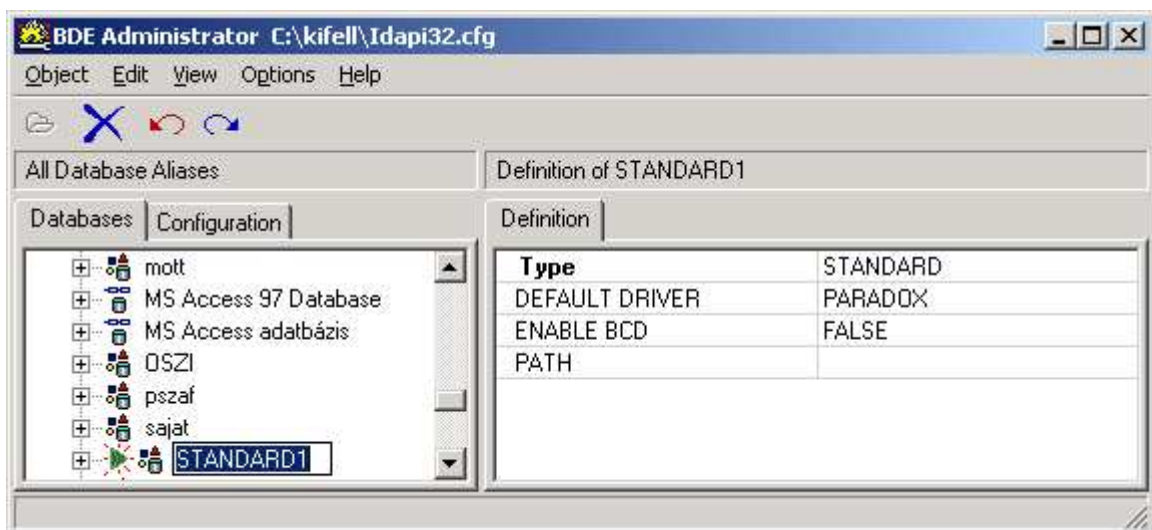 BDE Administrator C:\kifell\Idapi32.cfg
Object Edit View Options Help
All Database Aliases
Definition of STANDARD1
Databases Configuration
Definition
mott
MS Access 97 Database
MS Access adatbázis
OSZI
pszaf
sajat
STANDARD1
Type STANDARD
DEFAULT DRIVER PARADOX
ENABLE BCD FALSE
PATH